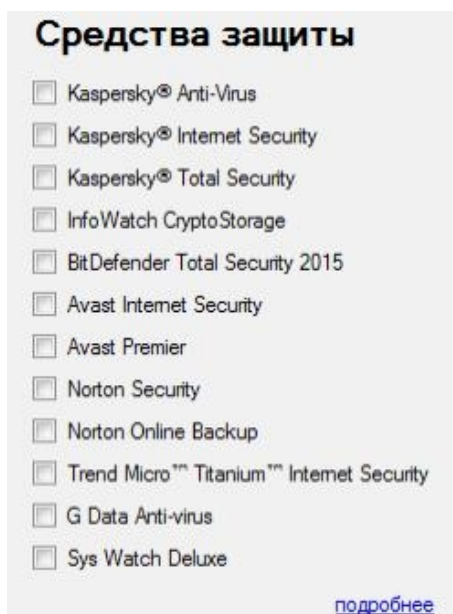 Средства защиты
Kaspersky® Anti-Virus
Kaspersky® Internet Security
Kaspersky® Total Security
InfoWatch CryptoStorage
BitDefender Total Security 2015
Avast Internet Security
Avast Premier
Norton Security
Norton Online Backup
Trend Micro™ Titanium™ Internet Security
G Data Anti-virus
Sys Watch Deluxe
подробнее